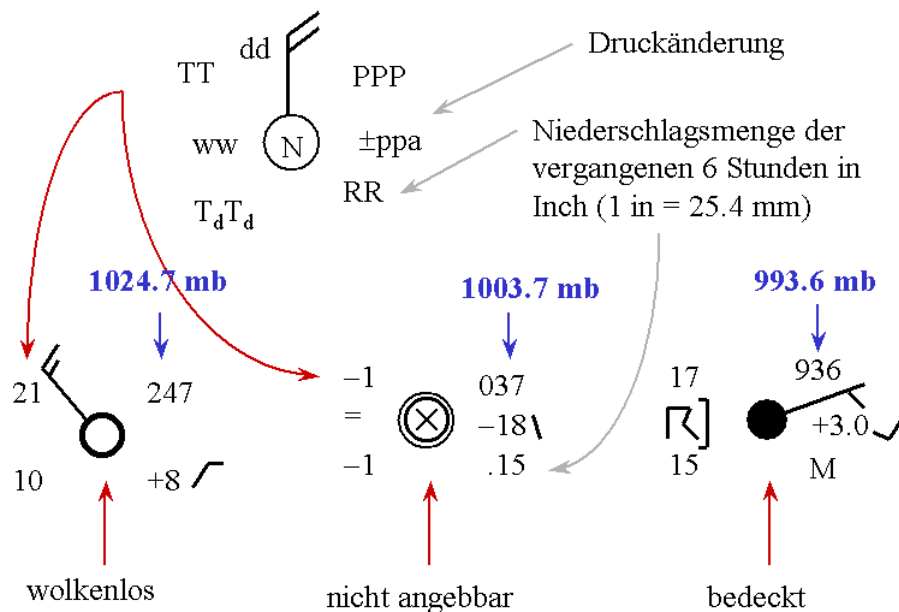 dd
TT
PPP
Druckänderung
ww
N
±ppa
Niederschlagsmenge der
vergangenen 6 Stunden in
Inch (1 in = 25.4 mm)
RR
TdTd
1024.7 mb
1003.7 mb
993.6 mb
21
247
10
+8
–1
037
=
–18
–1
.15
17
936
+3.0
15
M
wolkenlos
nicht angebbar
bedeckt